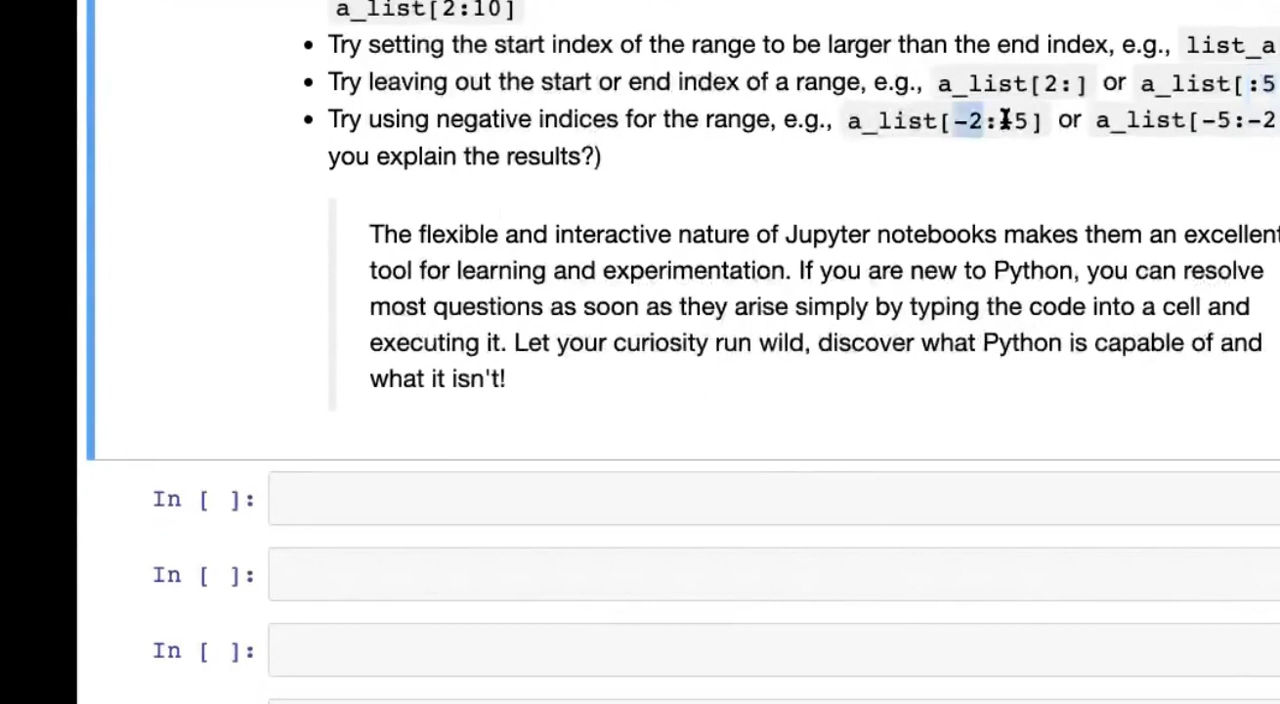 a_list[2:10]
• Try setting the start index of the range to be larger than the end index, e.g., list_a
• Try leaving out the start or end index of a range, e.g., a_list[2:] or a_list[:5
• Try using negative indices for the range, e.g., a_list[-2:-5] or a_list[-5:-2
you explain the results?)
The flexible and interactive nature of Jupyter notebooks makes them an excellent
tool for learning and experimentation. If you are new to Python, you can resolve
most questions as soon as they arise simply by typing the code into a cell and
executing it. Let your curiosity run wild, discover what Python is capable of and
what it isn't!
In [ ]:
In [ ]:
In [ ]: